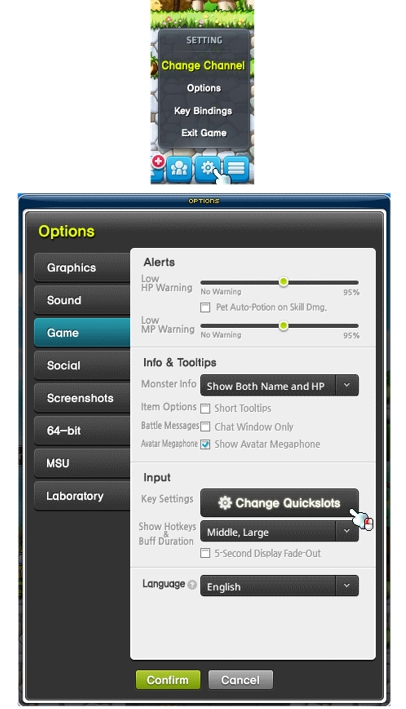 SETTING
Change Channel
Options
Key Bindings
Exit Game
OPTIONS
Options
Graphics
Sound
Game
Social
Screenshots
64-bit
MSU
Laboratory
Alerts
Low
HP Warning
No Warning 95%
Pet Auto-Potion on Skill Dmg.
Low
MP Warning
No Warning 95%
Info & Tooltips
Monster Info Show Both Name and HP
Item Options Short Tooltips
Battle Messages Chat Window Only
Avatar Megaphone Show Avatar Megaphone
Input
Key Settings Change Quickslots
Show Hotkeys
&
Buff Duration
Middle, Large
5-Second Display Fade-Out
Language ? English
Confirm Cancel